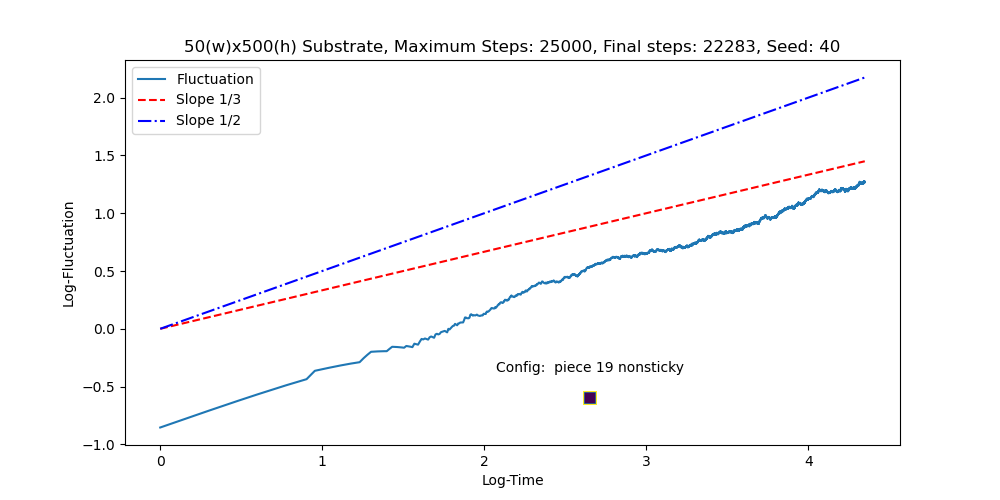 50(w)x500(h) Substrate, Maximum Steps: 25000, Final steps: 22283, Seed: 40
Fluctuation
Slope 1/3
Slope 1/2
Log-Fluctuation
2.0
1.5
1.0
0.5
0.0
−0.5
−1.0
Config:  piece 19 nonsticky
0 1 2 3 4
Log-Time